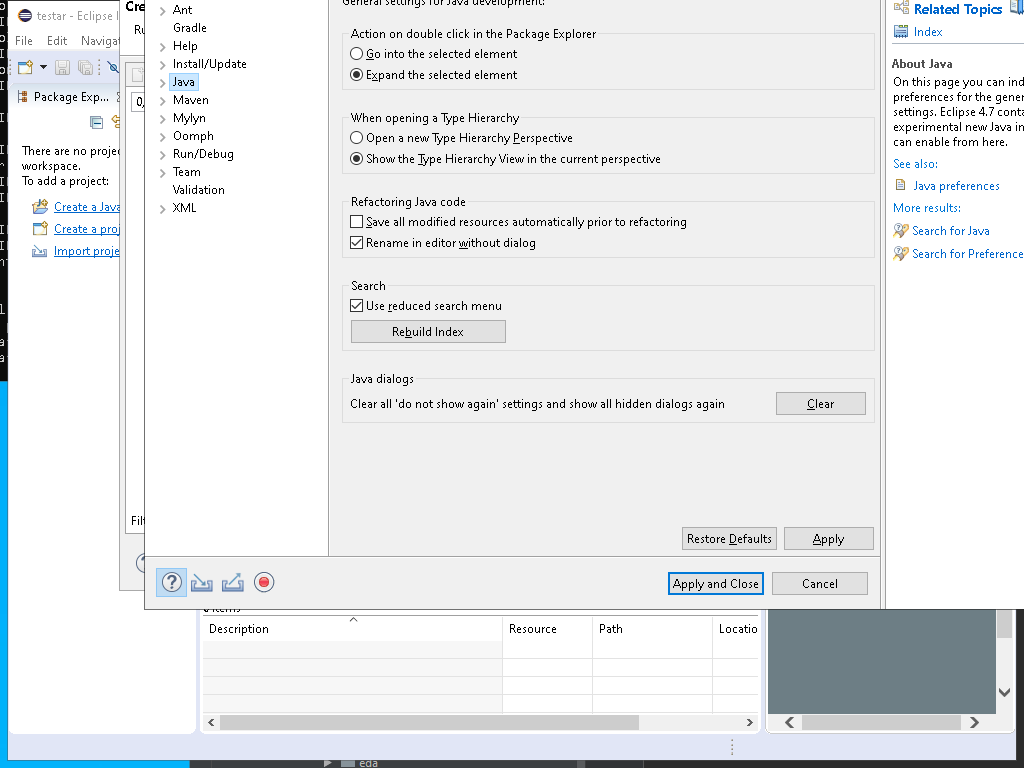 testar - Eclipse I
File Edit Navigat
Package Exp...
There are no proje
workspace.
To add a project:
Create a Java
Create a proj
Import proje
Cre
Ru
0,
Filt
Ant
Gradle
Help
Install/Update
Java
Maven
Mylyn
Oomph
Run/Debug
Team
Validation
XML
General settings for Java development:
Action on double click in the Package Explorer
Go into the selected element
Expand the selected element
When opening a Type Hierarchy
Open a new Type Hierarchy Perspective
Show the Type Hierarchy View in the current perspective
Refactoring Java code
Save all modified resources automatically prior to refactoring
Rename in editor without dialog
Search
Use reduced search menu
Rebuild Index
Java dialogs
Clear all 'do not show again' settings and show all hidden dialogs again
Clear
Restore Defaults
Apply
Apply and Close
Cancel
Related Topics
Index
About Java
On this page you can ind
preferences for the gener
settings. Eclipse 4.7 conta
experimental new Java in
can enable from here.
See also:
Java preferences
More results:
Search for Java
Search for Preference
items
Description Resource Path Locatio
eda